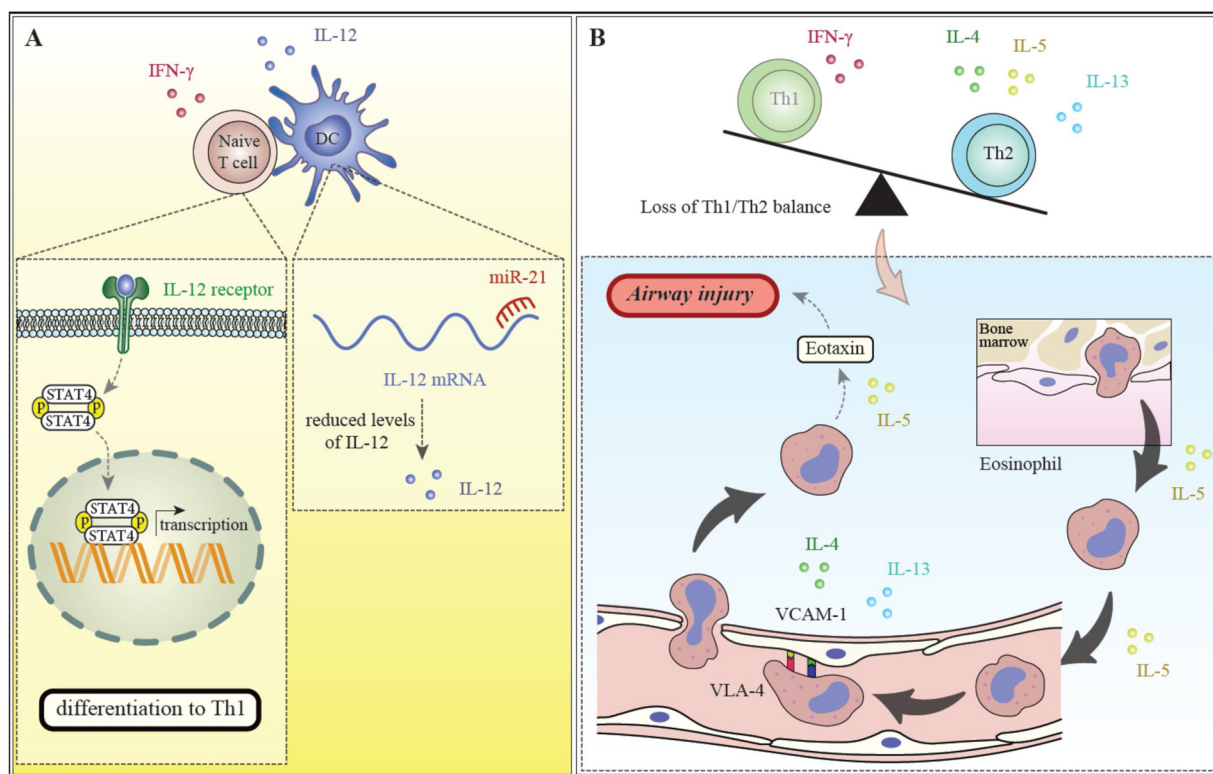 A
IL-12
IFN-γ
Naive
T cell
DC
IL-12 receptor
miR-21
IL-12 mRNA
reduced levels
of IL-12
IL-12
STAT4
P
P
STAT4
STAT4
P
P
STAT4
transcription
differentiation to Th1
B
IFN-γ
IL-4
IL-5
IL-13
Th1
Th2
Loss of Th1/Th2 balance
Airway injury
Eotaxin
IL-5
Bone
marrow
Eosinophil
IL-5
IL-4
IL-13
VCAM-1
VLA-4
IL-5